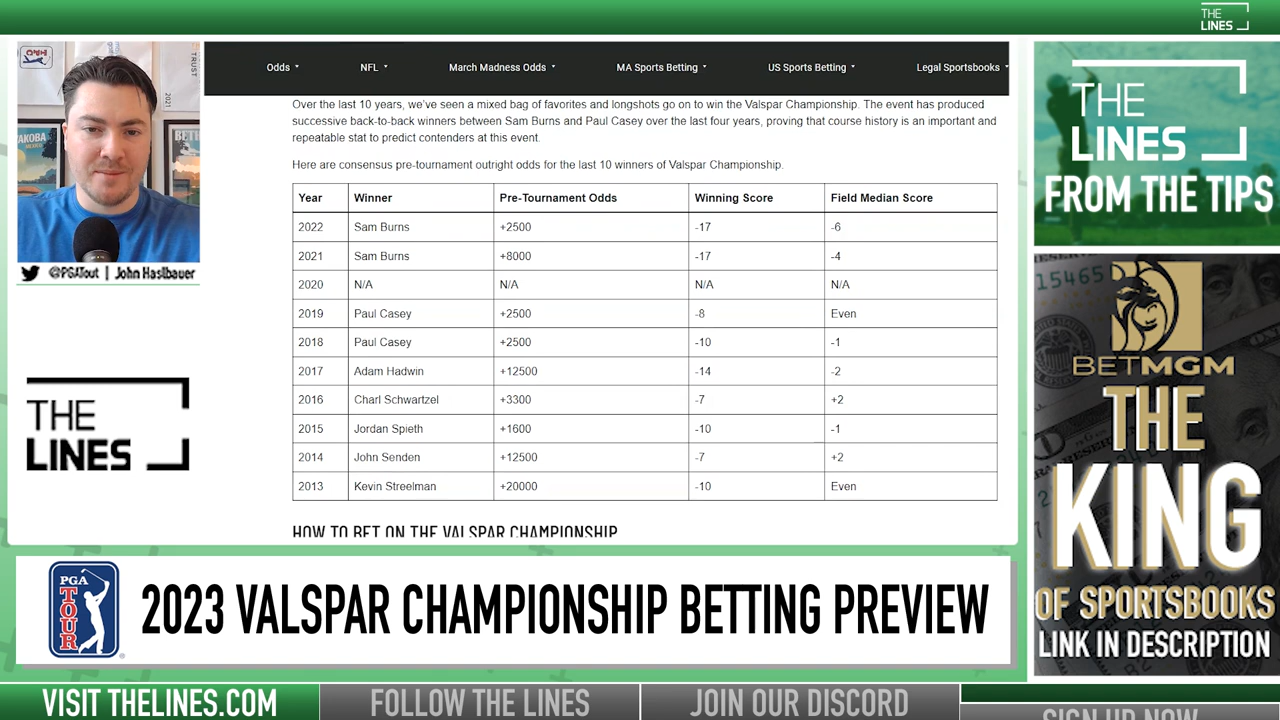 THE
LINES
TRUST
2021
Odds
NFL
March Madness Odds
MA Sports Betting
US Sports Betting
Legal Sportsbooks
Over the last 10 years, we've seen a mixed bag of favorites and longshots go on to win the Valspar Championship. The event has produced
successive back-to-back winners between Sam Burns and Paul Casey over the last four years, proving that course history is an important and
repeatable stat to predict contenders at this event.
Here are consensus pre-tournament outright odds for the last 10 winners of Valspar Championship.
Year Winner Pre-Tournament Odds Winning Score Field Median Score
2022 Sam Burns +2500 -17 -6
2021 Sam Burns +8000 -17 -4
2020 N/A N/A N/A N/A
2019 Paul Casey +2500 -8 Even
2018 Paul Casey +2500 -10 -1
2017 Adam Hadwin +12500 -14 -2
2016 Charl Schwartzel +3300 -7 +2
2015 Jordan Spieth +1600 -10 -1
2014 John Senden +12500 -7 +2
2013 Kevin Streelman +20000 -10 Even
HOW TO BET ON THE VALSPAR CHAMPIONSHIP
@PGATout | John Haslbauer
THE
LINES
THE
LINES
FROM THE TIPS
15465
BETMGM
THE
KING
OF SPORTSBOOKS
LINK IN DESCRIPTION
PGA
TOUR
2023 VALSPAR CHAMPIONSHIP BETTING PREVIEW
VISIT THELINES.COM
FOLLOW THE LINES
JOIN OUR DISCORD
SIGN UP NOW